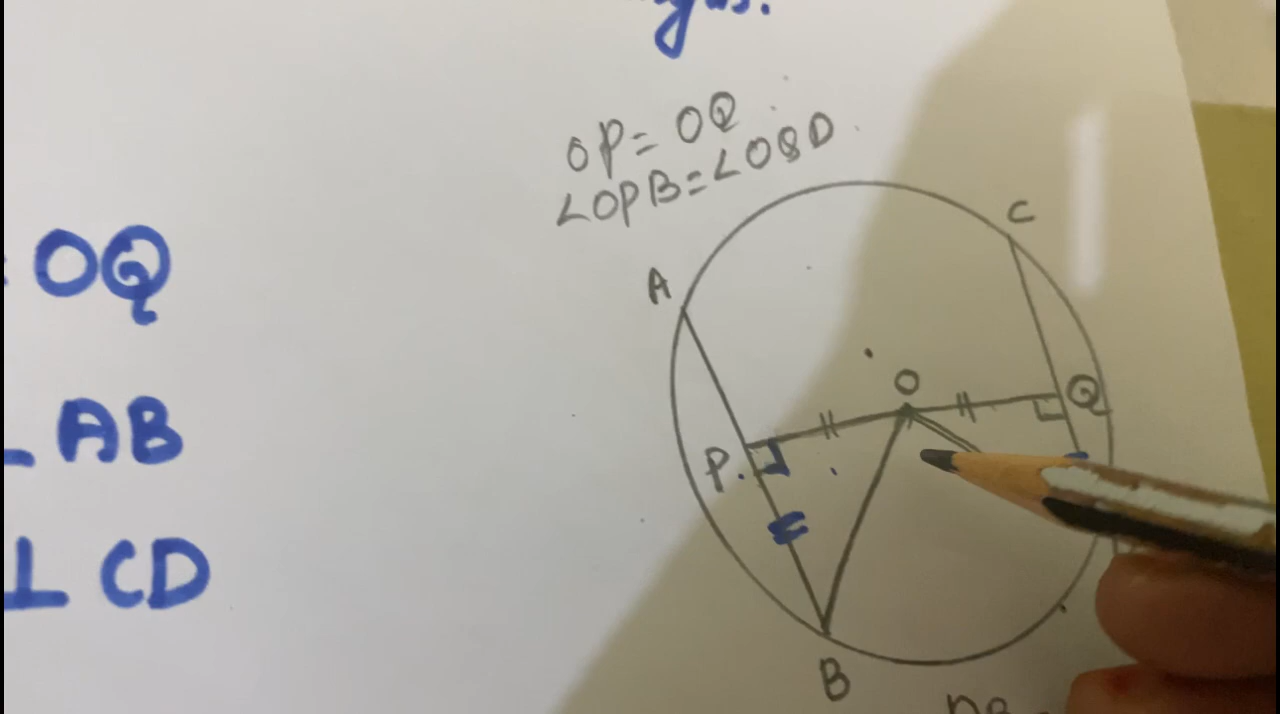 OP = OQ
∠OPB = ∠OQD
C
A
= OQ
O
Q
AB
P.
⊥ CD
B